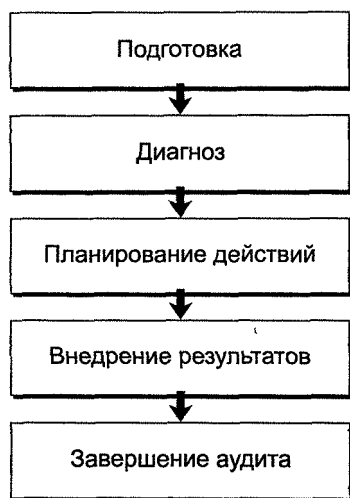 Подготовка
Диагноз
Планирование действий
Внедрение результатов
Завершение аудита